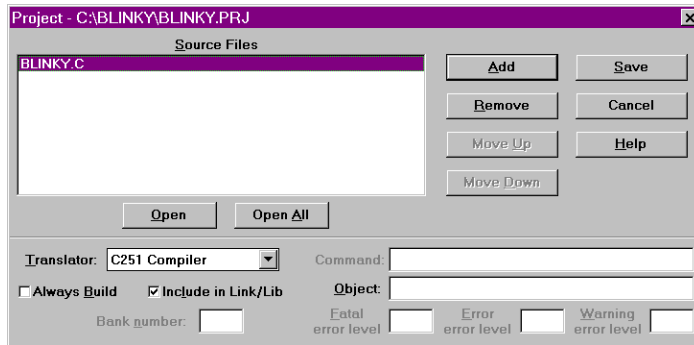 Project - C:\BLINKY\BLINKY.PRJ
Source Files
BLINKY.C
Add
Save
Remove
Cancel
Move Up
Help
Move Down
Open
Open All
Translator: C251 Compiler
Command:
Always Build
Include in Link/Lib
Object:
Bank number:
Fatal error level
Error error level
Warning error level